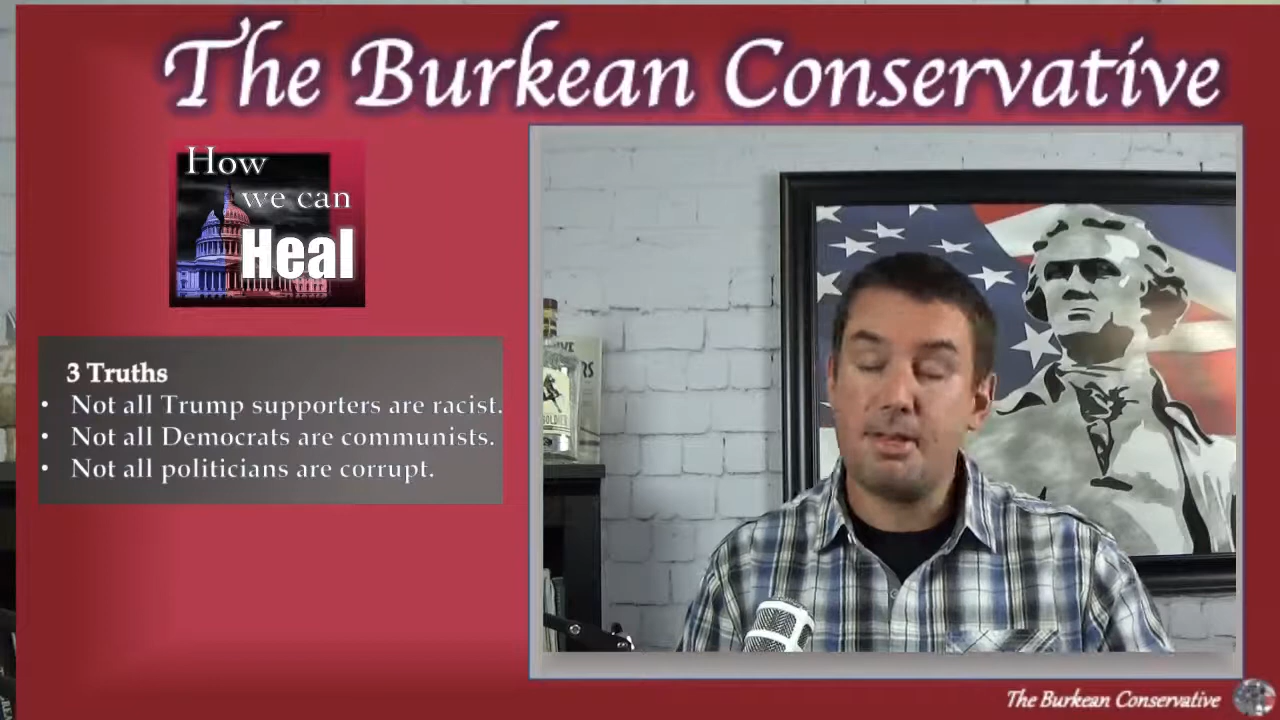 The Burkean Conservative
How
we can
Heal
3 Truths
• Not all Trump supporters are racist.
• Not all Democrats are communists.
• Not all politicians are corrupt.
The Burkean Conservative